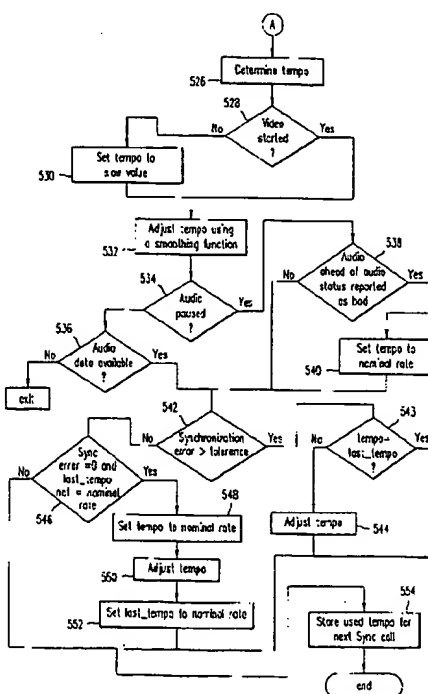 A
526
Determine tempo
528
Video
started
?
No
Yes
530
Set tempo to
slow value
532
Adjust tempo using
a smoothing function
534
Audio
paused
?
Yes
538
Audio
ahead of audio
status reported
as bad
No
Yes
536
Audio
data available
?
No
Yes
exit
540
Set tempo to
nominal rate
542
Synchronization
error > tolerance
No
Yes
543
tempo=
last_tempo
?
No
Yes
546
Sync
error =0 and
last_tempo
not = nominal
rate
No
Yes
548
Set tempo to nominal rate
544
Adjust tempo
550
Adjust tempo
552
Set last_tempo to nominal rate
554
Store used tempo for
next Sync call
end